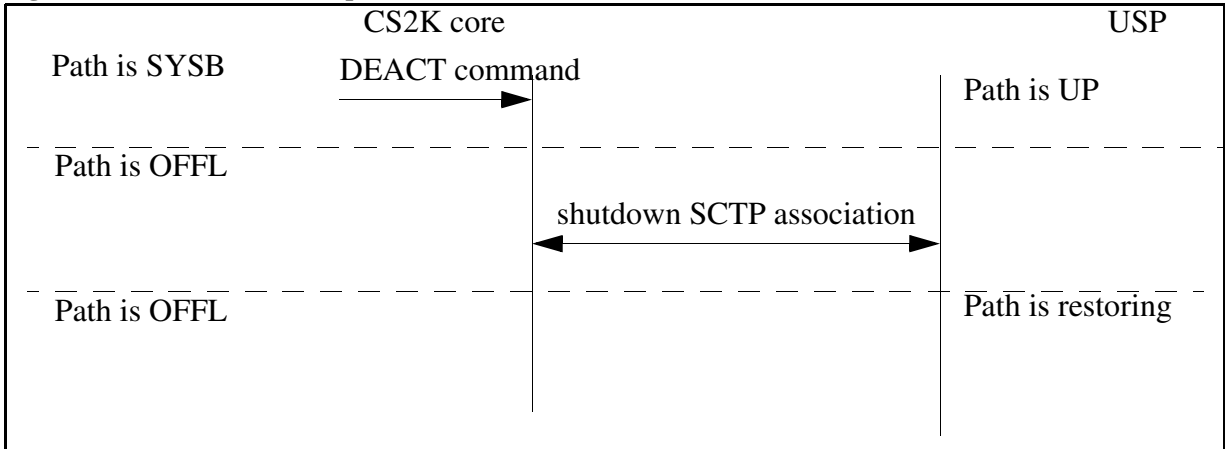 CS2K core
USP
Path is SYSB
DEACT command
Path is UP
Path is OFFL
shutdown SCTP association
Path is OFFL
Path is restoring